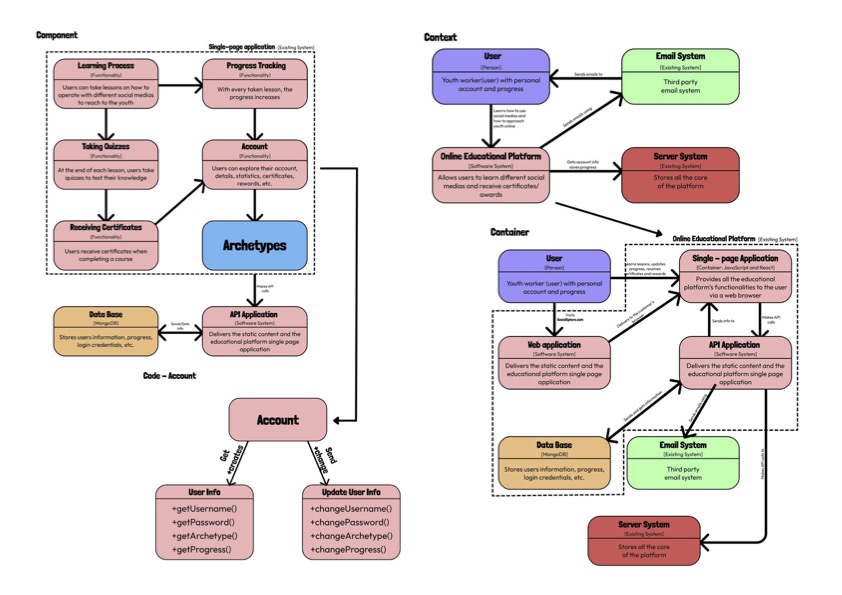 Component
Single-page application [Existing System]
Learning Process
[Functionality]
Users can take lessons on how to
operate with different social medias
to reach to the youth
Progress Tracking
[Functionality]
With every taken lesson, the
progress increases
Taking Quizzes
[Functionality]
At the end of each lesson, users take
quizzes to test their knowledge
Account
[Functionality]
Users can explore their account,
details, statistics, certificates,
rewards, etc.
Receiving Certificates
[Functionality]
Users receive certificates when
completing a course
Archetypes
Makes API
calls
Data Base
[MongoDB]
Stores users information, progress,
login credentials, etc.
Sends/Gets
info
API Application
[Software System]
Delivers the static content and the
educational platform single page
application
Code - Account
Account
Get
+creates
Send
+change
User Info
+getUsername()
+getPassword()
+getArchetype()
+getProgress()
Update User Info
+changeUsername()
+changePassword()
+changeArchetype()
+changeProgress()
Context
User
[Person]
Youth worker(user) with personal
account and progress
Sends emails to
Email System
[Existing System]
Third party
email system
Learns how to use
social medias and
how to approach
youth online
Sends emails using
Online Educational Platform
[Software System]
Allows users to learn different social
medias and receive certificates/
awards
Gets account info
saves progress
Server System
[Existing System]
Stores all the core
of the platform
Container
Online Educational Platform [Existing System]
User
[Person]
Youth worker (user) with personal
account and progress
learns lessons, updates
progress, receives
certificates and rewards
Single - page Application
[Container: JavaScript and React]
Provides all the educational
platform's functionalities to the user
via a web browser
Visits
Delivers to the customer's
Sends info to
Makes API
calls
Web application
[Software System]
Delivers the static content and the
educational platform single page
application
API Application
[Software System]
Delivers the static content and the
educational platform single page
application
Sends and gets information
Sends emails using
Makes API calls to
Data Base
[MongoDB]
Stores users information, progress,
login credentials, etc.
Email System
[Existing System]
Third party
email system
Server System
[Existing System]
Stores all the core
of the platform